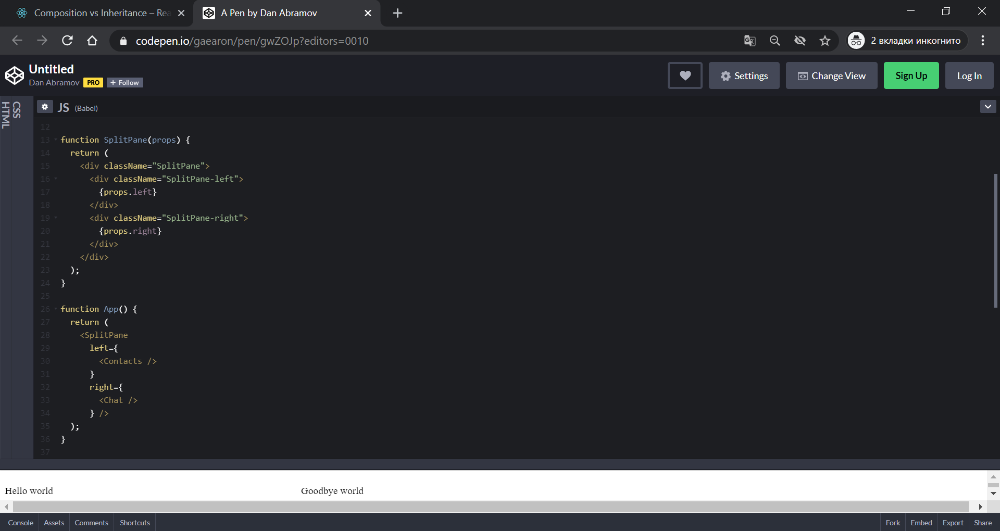 Composition vs Inheritance – Rea
A Pen by Dan Abramov
codepen.io/gaearon/pen/gwZOJp?editors=0010
2 вкладки инкогнито
Untitled
Dan Abramov PRO + Follow
Settings
Change View
Sign Up
Log In
HTML
CSS
JS (Babel)
12
13 function SplitPane(props) {
14 return (
15 <div className="SplitPane">
16 <div className="SplitPane-left">
17 {props.left}
18 </div>
19 <div className="SplitPane-right">
20 {props.right}
21 </div>
22 </div>
23 );
24 }
25
26 function App() {
27 return (
28 <SplitPane
29 left={
30 <Contacts />
31 }
32 right={
33 <Chat />
34 } />
35 );
36 }
37
Hello world Goodbye world
Console Assets Comments Shortcuts Fork Embed Export Share